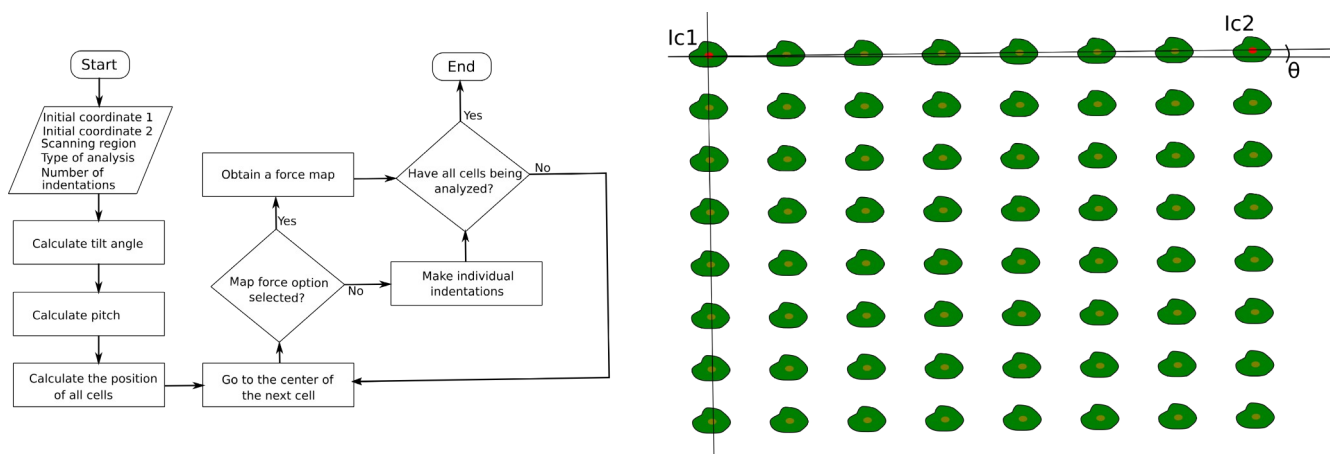 Start
Initial coordinate 1
Initial coordinate 2
Scanning region
Type of analysis
Number of
indentations
Calculate tilt angle
Calculate pitch
Calculate the position
of all cells
Go to the center of
the next cell
Map force option
selected?
Yes
No
Obtain a force map
Make individual
indentations
Have all cells being
analyzed?
Yes
No
End
Ic1
Ic2
θ